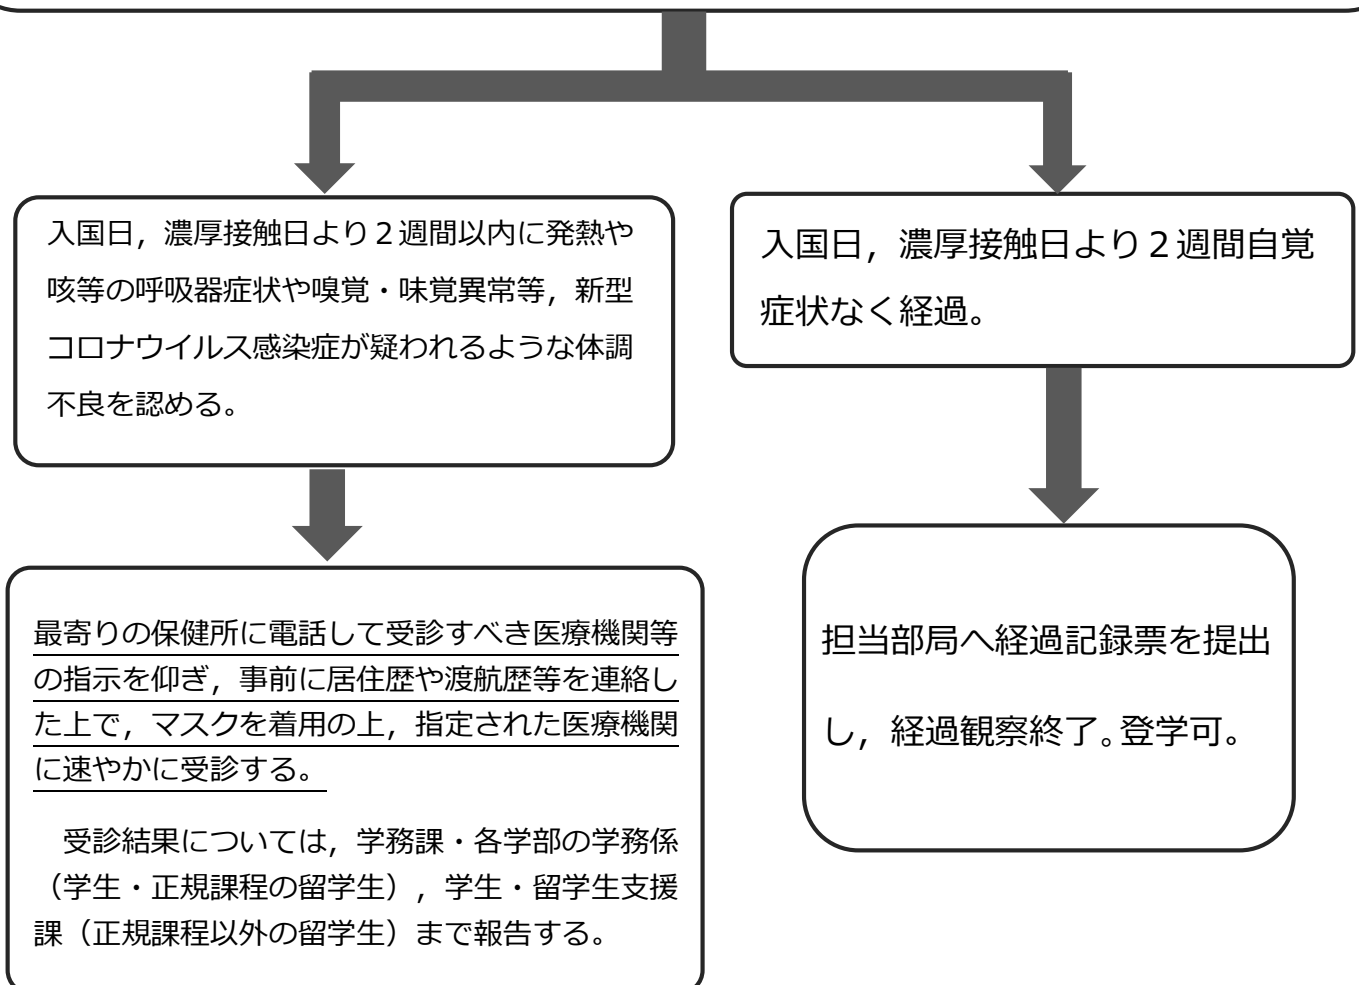 入国日，濃厚接触日より２週間以内に発熱や
咳等の呼吸器症状や嗅覚・味覚異常等，新型
コロナウイルス感染症が疑われるような体調
不良を認める。
入国日，濃厚接触日より２週間自覚
症状なく経過。
最寄りの保健所に電話して受診すべき医療機関等
の指示を仰ぎ，事前に居住歴や渡航歴等を連絡し
た上で，マスクを着用の上，指定された医療機関
に速やかに受診する。
受診結果については，学務課・各学部の学務係
（学生・正規課程の留学生），学生・留学生支援
課（正規課程以外の留学生）まで報告する。
担当部局へ経過記録票を提出
し，経過観察終了。登学可。